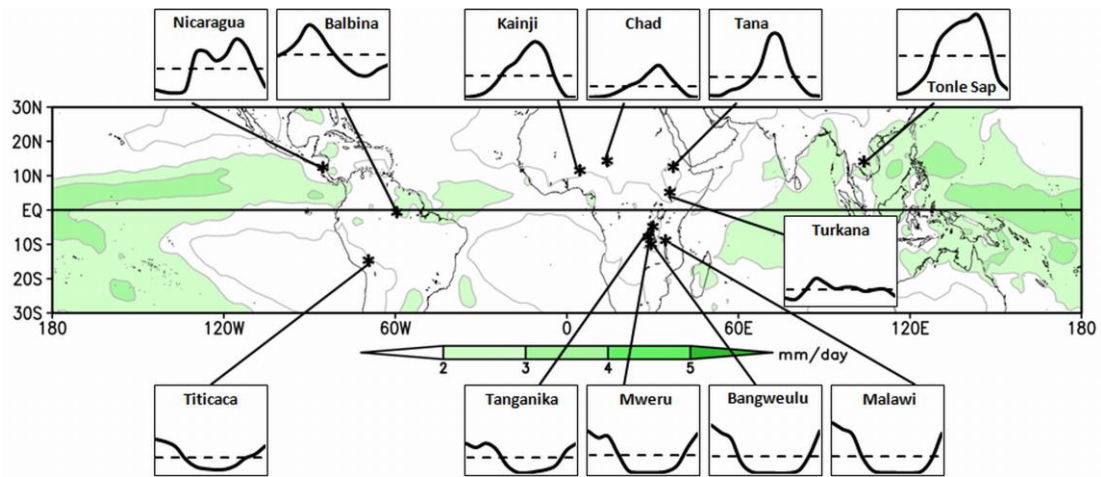 Nicaragua
Balbina
Kainji
Chad
Tana
Tonle Sap
30N
20N
10N
EQ
10S
20S
30S
Turkana
180 120W 60W 0 60E 120E 180
2 3 4 5 mm/day
Titicaca
Tanganika
Mweru
Bangweulu
Malawi